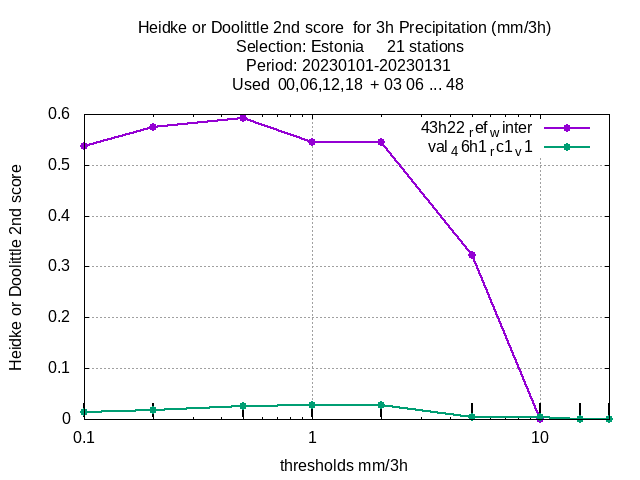 Heidke or Doolittle 2nd score  for 3h Precipitation (mm/3h)
Selection: Estonia     21 stations
Period: 20230101-20230131
Used  00,06,12,18  + 03 06 ... 48
43h22 ref winter
val 46h1 rc1 v1
0.6
0.5
0.4
0.3
0.2
0.1
0
Heidke or Doolittle 2nd score
0.1 1 10
thresholds mm/3h